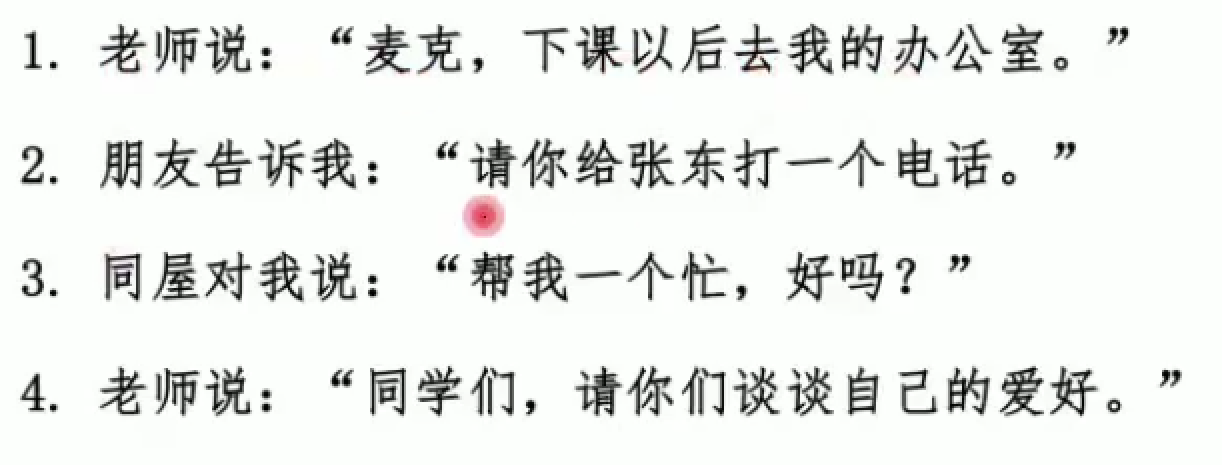 1. 老师说：“麦克，下课以后去我的办公室。”
2. 朋友告诉我：“请你给张东打一个电话。”
3. 同屋对我说：“帮我一个忙，好吗？”
4. 老师说：“同学们，请你们谈谈自己的爱好。”